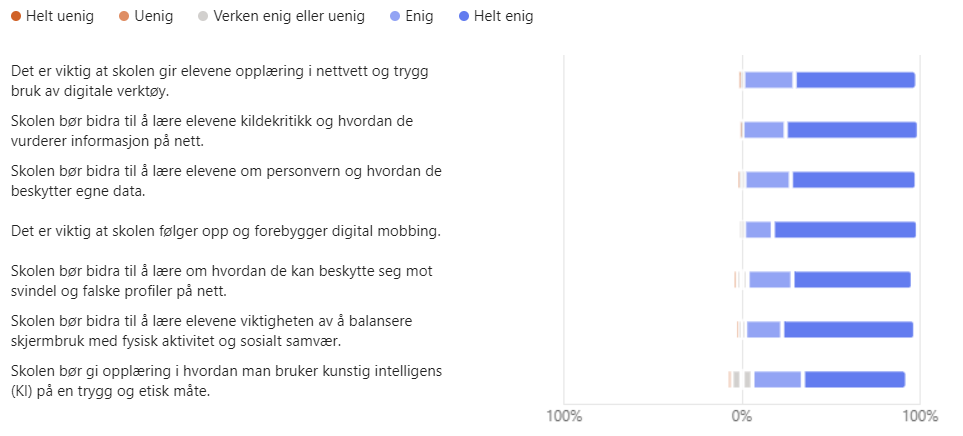 Helt uenig Uenig Verken enig eller uenig Enig Helt enig
Det er viktig at skolen gir elevene opplæring i nettvett og trygg
bruk av digitale verktøy.
Skolen bør bidra til å lære elevene kildekritikk og hvordan de
vurderer informasjon på nett.
Skolen bør bidra til å lære elevene om personvern og hvordan de
beskytter egne data.
Det er viktig at skolen følger opp og forebygger digital mobbing.
Skolen bør bidra til å lære om hvordan de kan beskytte seg mot
svindel og falske profiler på nett.
Skolen bør bidra til å lære elevene viktigheten av å balansere
skjermbruk med fysisk aktivitet og sosialt samvær.
Skolen bør gi opplæring i hvordan man bruker kunstig intelligens
(KI) på en trygg og etisk måte.
100% 0% 100%